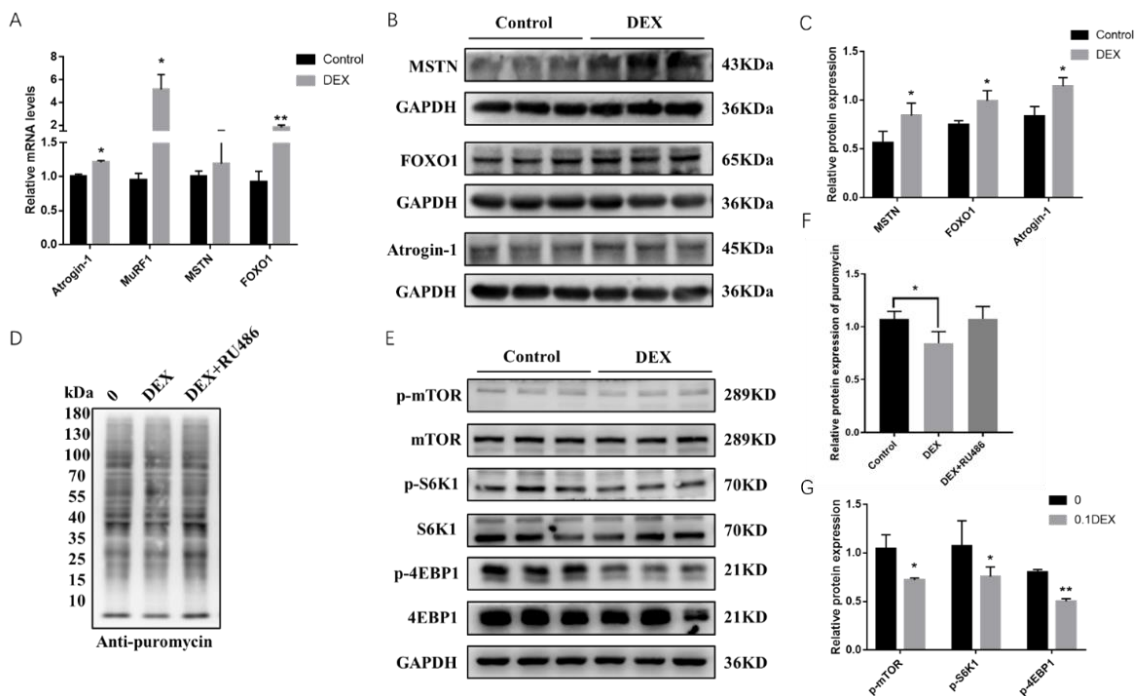 A
Relative mRNA levels
8
6
4
2
1.5
1.0
0.5
0.0
Control
DEX
*
*
**
Atrogin-1
MuRF1
MSTN
FOXO1
B
Control
DEX
MSTN
43KDa
GAPDH
36KDa
FOXO1
65KDa
GAPDH
36KDa
Atrogin-1
45KDa
GAPDH
36KDa
C
Relative protein expression
1.5
1.0
0.5
0.0
Control
DEX
*
*
*
MSTN
FOXO1
Atrogin-1
D
kDa
0
DEX
DEX+RU486
180
130
100
70
55
40
35
25
15
10
Anti-puromycin
E
Control
DEX
p-mTOR
289KD
mTOR
289KD
p-S6K1
70KD
S6K1
70KD
p-4EBP1
21KD
4EBP1
21KD
GAPDH
36KD
F
Relative protein expression of puromycin
1.5
1.0
0.5
0.0
*
Control
DEX
DEX+RU486
G
Relative protein expression
1.5
1.0
0.5
0.0
0
0.1DEX
*
*
**
p-mTOR
p-S6K1
p-4EBP1